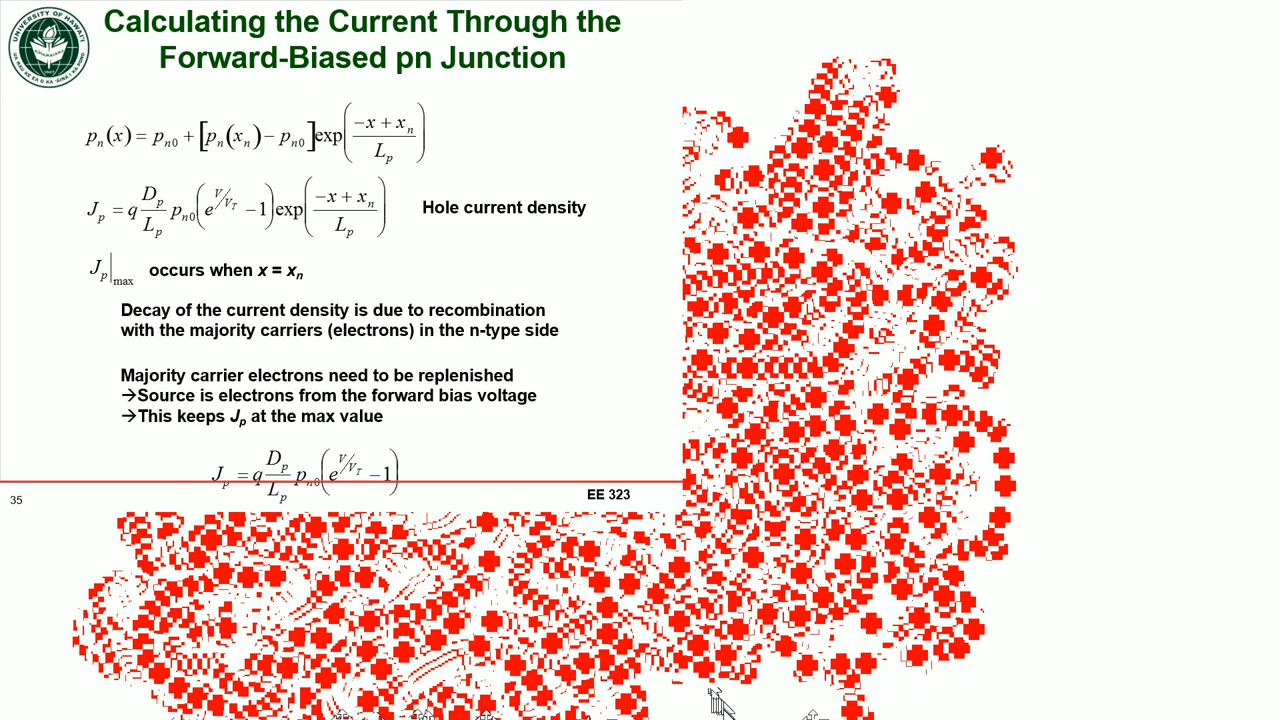 UNIVERSITY OF HAWAI'I
Calculating the Current Through the
Forward-Biased pn Junction
p_n(x) = p_n0 + [p_n(x_n) − p_n0]exp((−x + x_n)/L_p)
J_p = q D_p/L_p p_n0(e^(V/V_T) − 1)exp((−x + x_n)/L_p) Hole current density
J_p|max occurs when x = x_n
Decay of the current density is due to recombination
with the majority carriers (electrons) in the n-type side
Majority carrier electrons need to be replenished
→Source is electrons from the forward bias voltage
→This keeps J_p at the max value
J_p = q D_p/L_p p_n0(e^(V/V_T) − 1)
35
EE 323